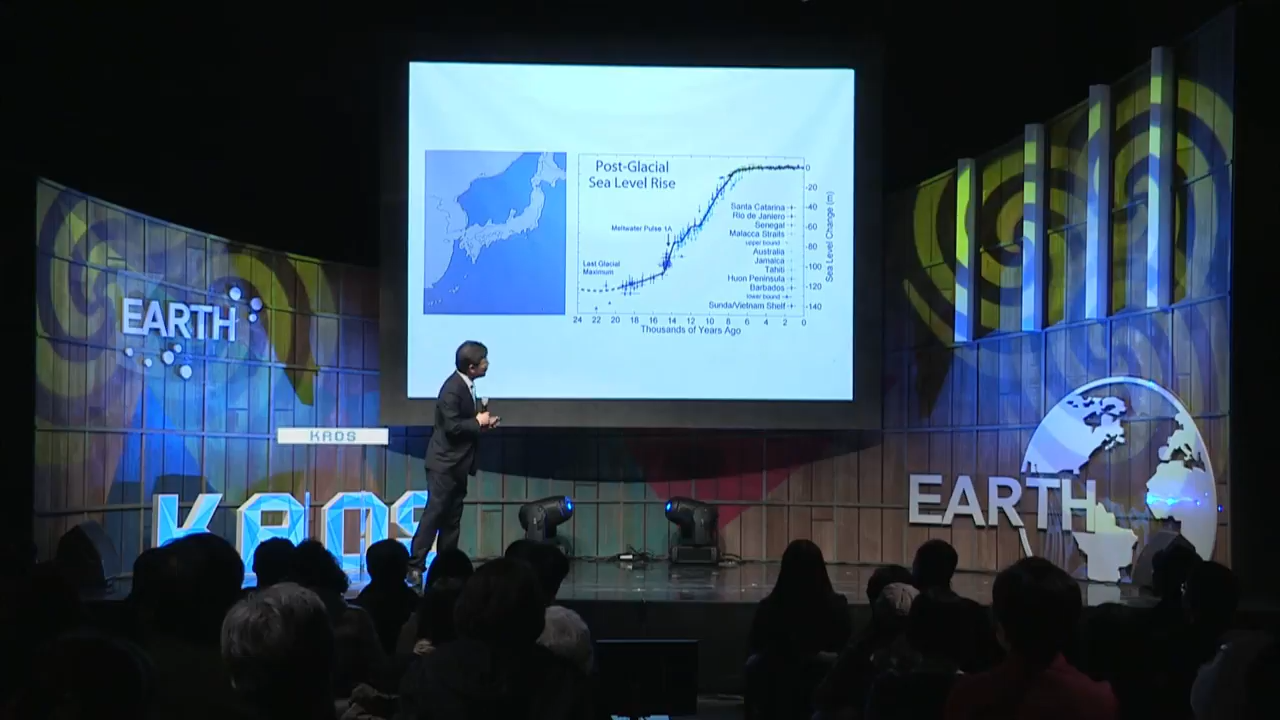 Post-Glacial
Sea Level Rise
Meltwater Pulse 1A
Last Glacial
Maximum
Santa Catarina
Rio de Janiero
Senegal
Malacca Straits
upper bound
Australia
Jamaica
Tahiti
Huon Peninsula
Barbados
lower bound
Sunda/Vietnam Shelf
0
-20
-40
-60
-80
-100
-120
-140
Sea Level Change (m)
24 22 20 18 16 14 12 10 8 6 4 2 0
Thousands of Years Ago
EARTH
KAOS
KAOS
EARTH